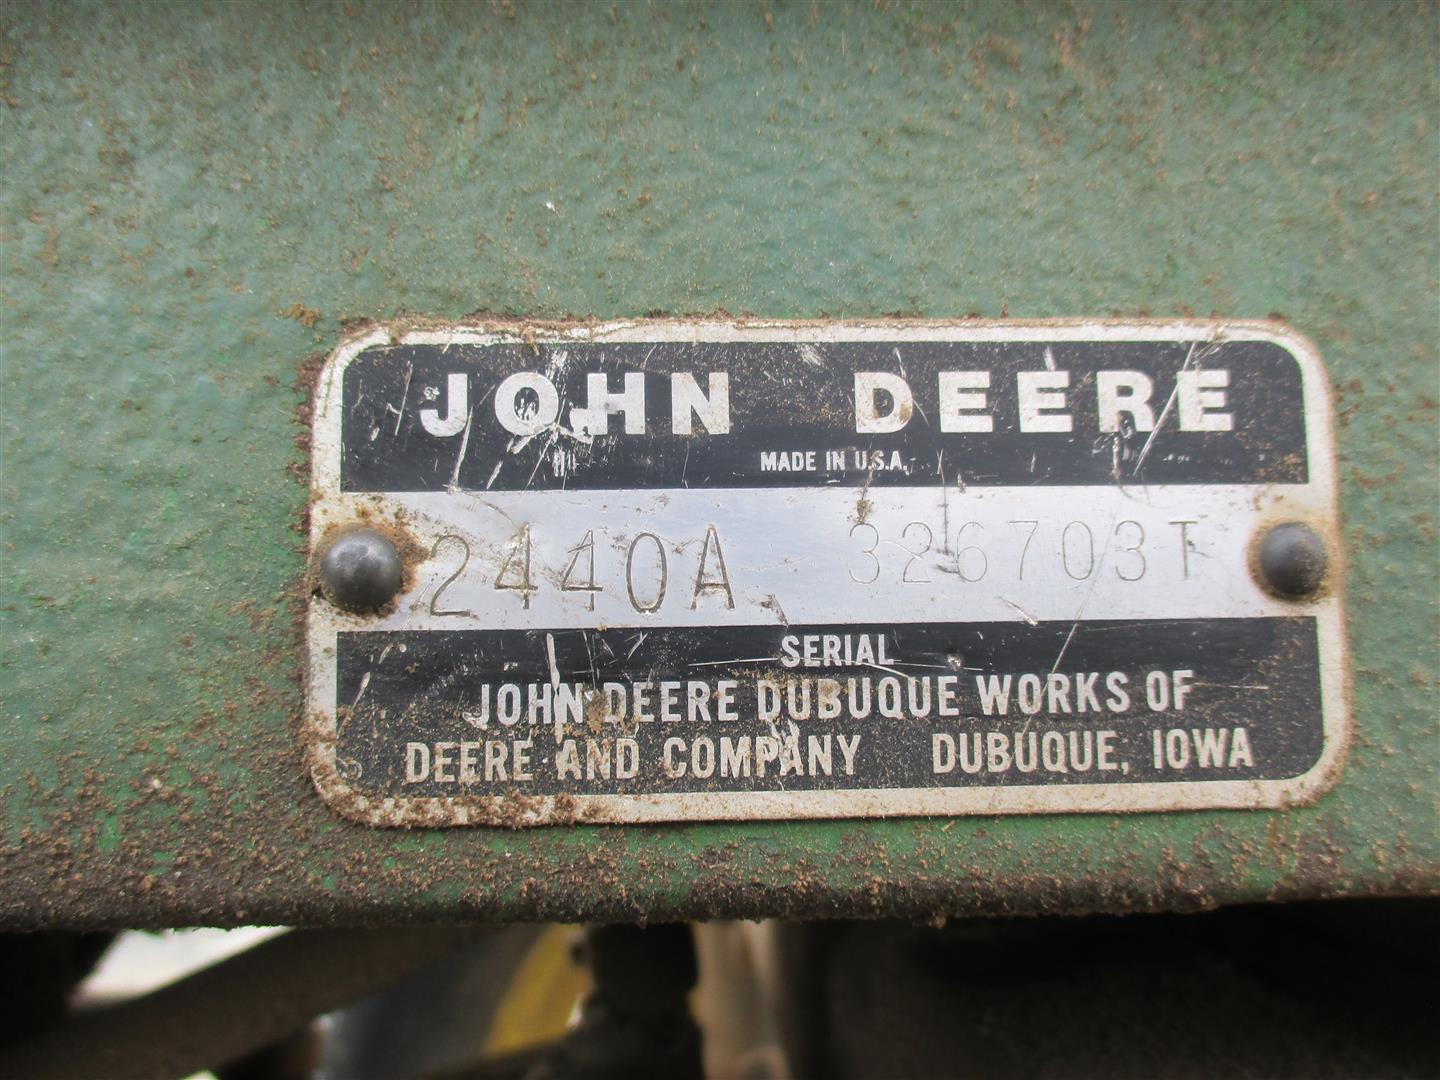 JOHN DEERE
MADE IN U.S.A.
2440A 326703T
SERIAL
JOHN DEERE DUBUQUE WORKS OF
DEERE AND COMPANY DUBUQUE, IOWA